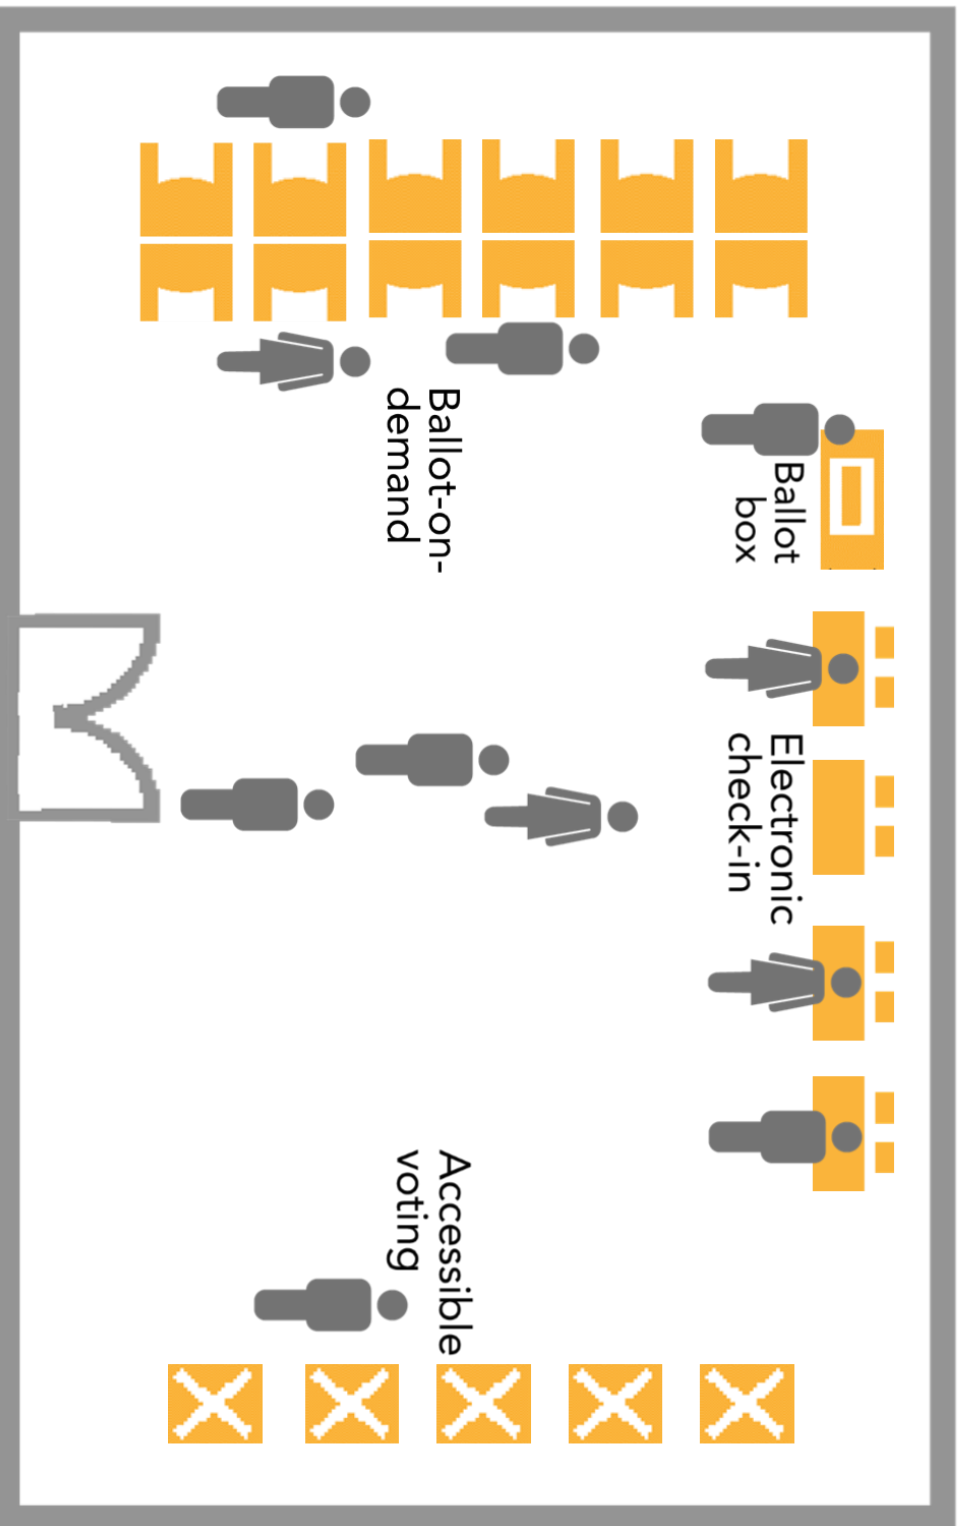 Ballot
box
Electronic
check-in
Ballot-on-
demand
Accessible
voting